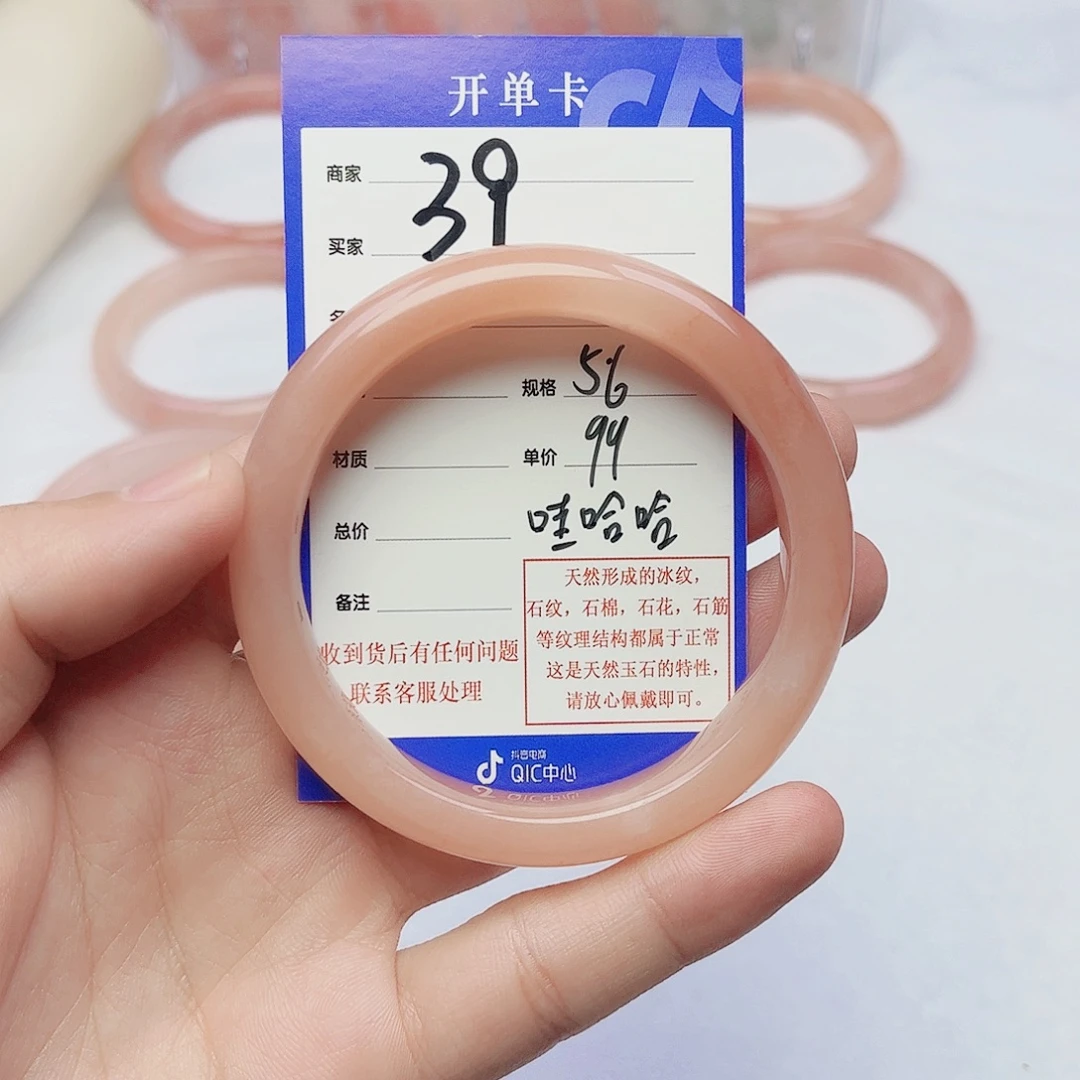 开单卡
商家
39
买家
规格 56
材质
单价 94
总价
哇哈哈
备注
收到货后有任何问题
联系客服处理
天然形成的冰纹，
石纹，石棉，石花，石筋
等纹理结构都属于正常
这是天然玉石的特性，
请放心佩戴即可。
抖音电商
QIC中心